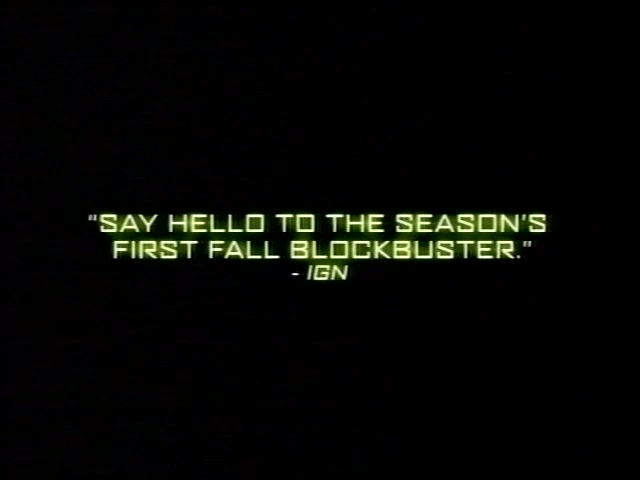 "SAY HELLO TO THE SEASON'S
FIRST FALL BLOCKBUSTER."
- IGN